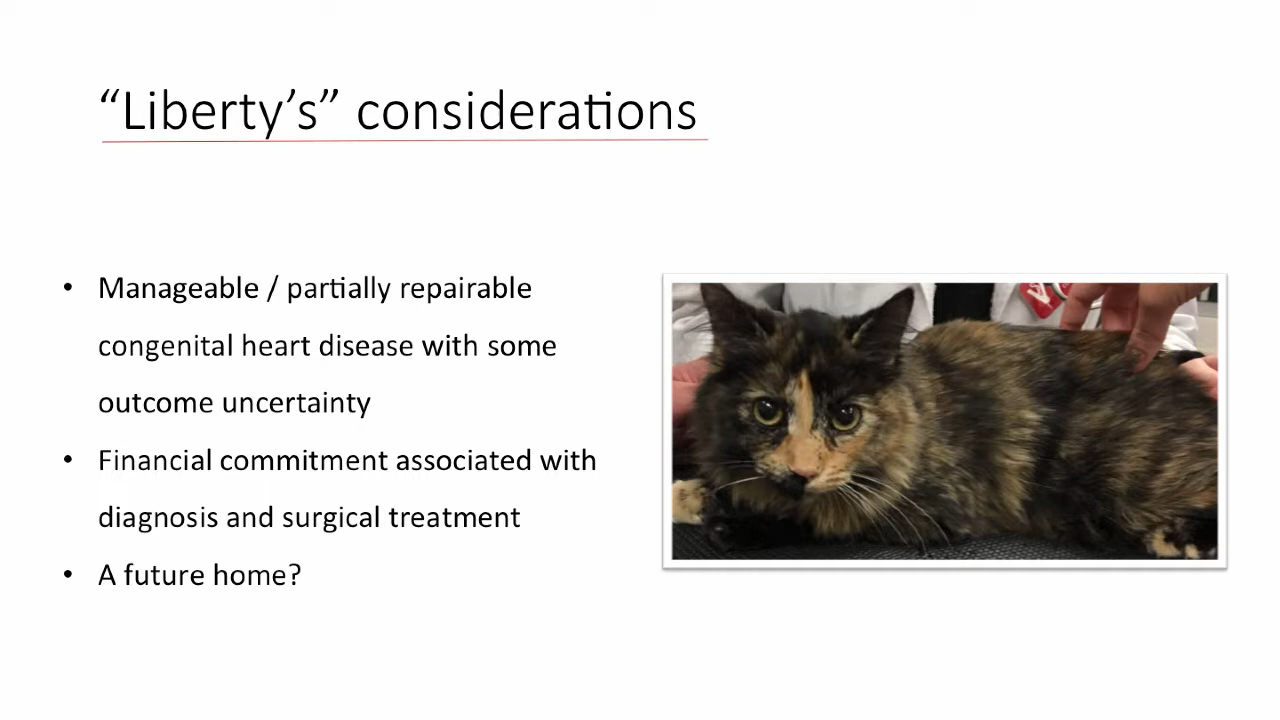 “Liberty’s” considerations
• Manageable / partially repairable
congenital heart disease with some
outcome uncertainty
• Financial commitment associated with
diagnosis and surgical treatment
• A future home?